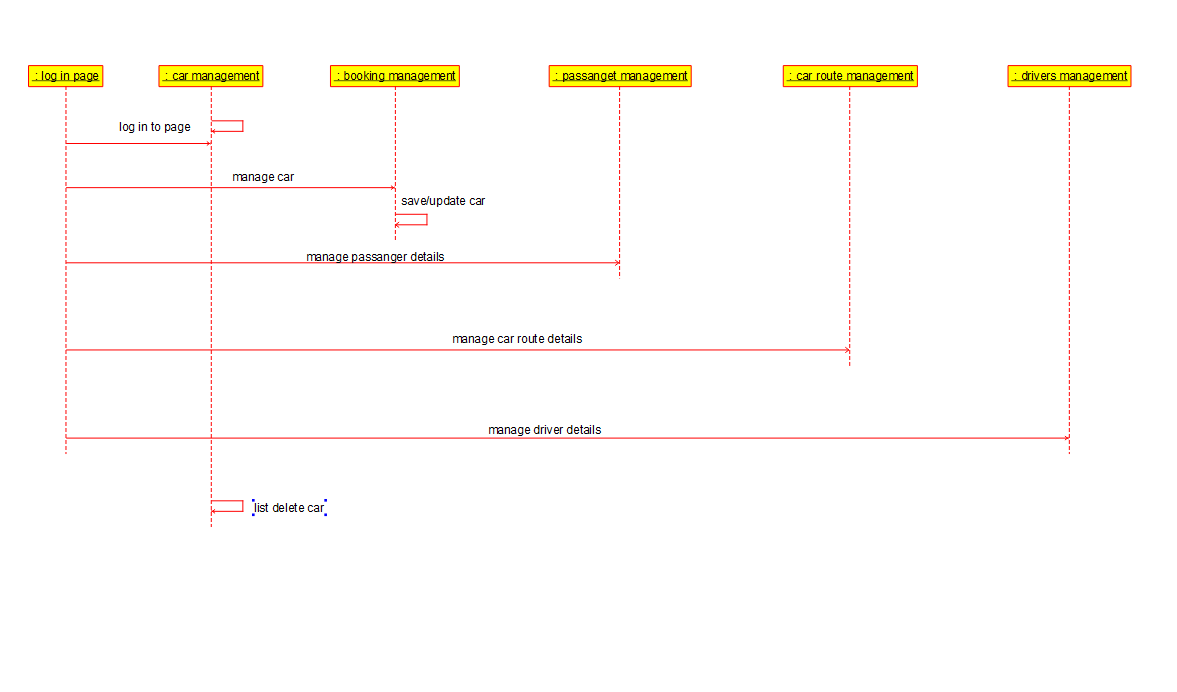 : log in page
: car management
: booking management
: passanget management
: car route management
: drivers management
log in to page
manage car
save/update car
manage passanger details
manage car route details
manage driver details
list delete car